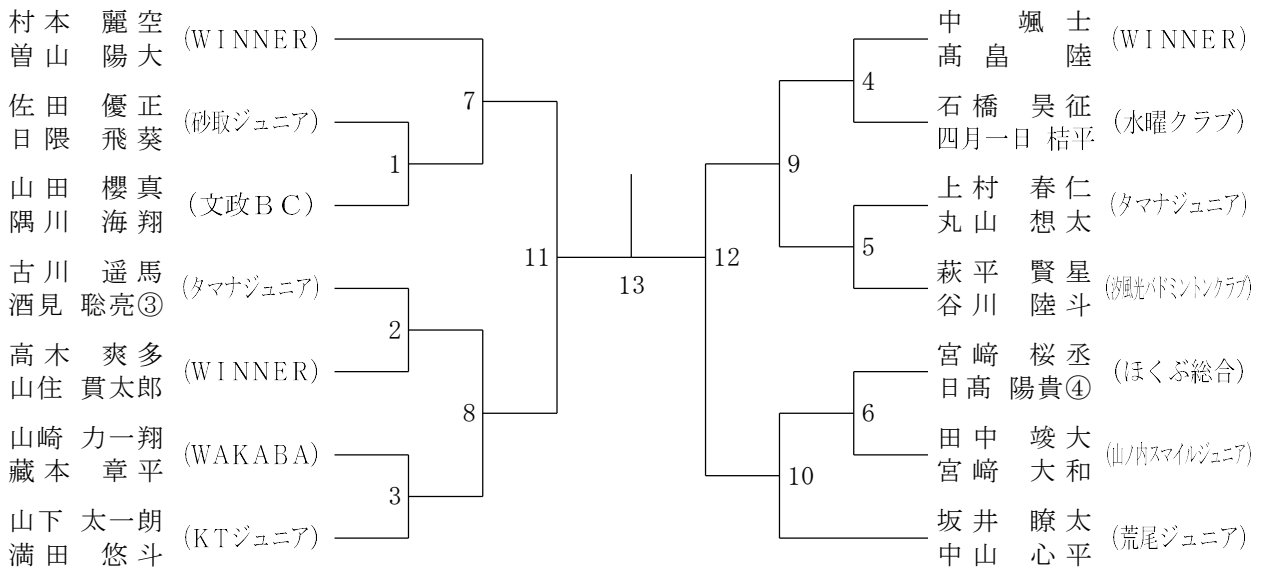 村本 麗空 (WINNER)
曽山 陽大
佐田 優正 (砂取ジュニア)
日隈 飛葵
山田 櫻真 (文政BC)
隅川 海翔
古川 遥馬 (タマナジュニア)
酒見 聡亮③
高木 爽多 (WINNER)
山住 貫太郎
山崎 力一翔 (WAKABA)
藏本 章平
山下 太一朗 (KTジュニア)
満田 悠斗
7
1
11
2
8
3
13
中 颯士 (WINNER)
髙畠 陸
石橋 昊征 (水曜クラブ)
四月一日 桔平
上村 春仁 (タマナジュニア)
丸山 想太
萩平 賢星 (汐風光バドミントンクラブ)
谷川 陸斗
宮﨑 桜丞 (ほくぶ総合)
日髙 陽貴④
田中 竣大 (山ノ内スマイルジュニア)
宮﨑 大和
坂井 瞭太 (荒尾ジュニア)
中山 心平
4
9
5
12
6
10